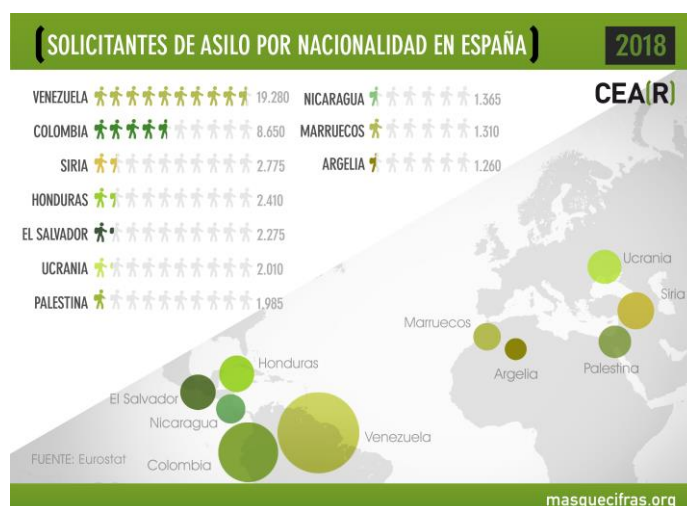 (SOLICITANTES DE ASILO POR NACIONALIDAD EN ESPAÑA)
2018
CEA(R)
VENEZUELA 19.280
COLOMBIA 8.650
SIRIA 2.775
HONDURAS 2.410
EL SALVADOR 2.275
UCRANIA 2.010
PALESTINA 1.985
NICARAGUA 1.365
MARRUECOS 1.310
ARGELIA 1.260
Ucrania
Siria
Marruecos
Argelia
Palestina
Honduras
El Salvador
Nicaragua
Venezuela
Colombia
FUENTE: Eurostat
masquecifras.org